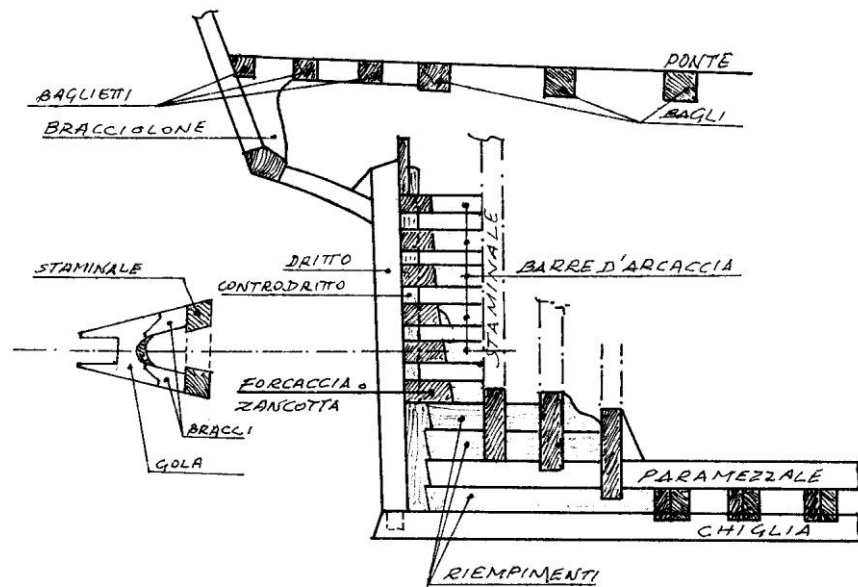 PONTE
BAGLIETTI
BAGLI
BRACCIOLONE
STAMINALE
DRITTO
STAMINALE
BARRE D'ARCACCIA
CONTRODRITTO
FORCACCIA O
ZANCOTTA
BRACCI
GOLA
PARAMEZZALE
CHIGLIA
RIEMPIMENTI